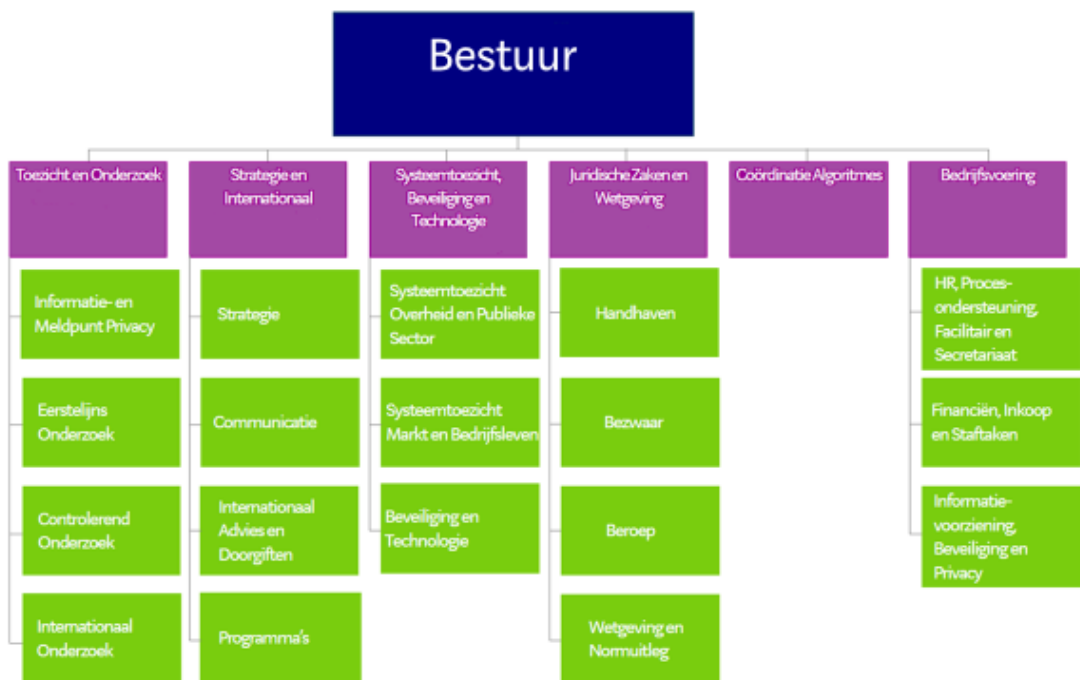 Bestuur
Toezicht en Onderzoek
Strategie en
Internationaal
Systeemtoezicht,
Beveiliging en
Technologie
Juridische Zaken en
Wetgeving
Coördinatie Algoritmes
Bedrijfsvoering
Informatie- en
Meldpunt Privacy
Eerstelijns
Onderzoek
Controlerend
Onderzoek
Internationaal
Onderzoek
Strategie
Communicatie
Internationaal
Advies en
Doorgiften
Programma's
Systeemtoezicht
Overheid en Publieke
Sector
Systeemtoezicht
Markt en Bedrijfsleven
Beveiliging en
Technologie
Handhaven
Bezwaar
Beroep
Wetgeving en
Normuitleg
HR, Proces-
ondersteuning,
Facilitair en
Secretariaat
Financiën, Inkoop
en Staftaken
Informatie-
voorziening,
Beveiliging en
Privacy